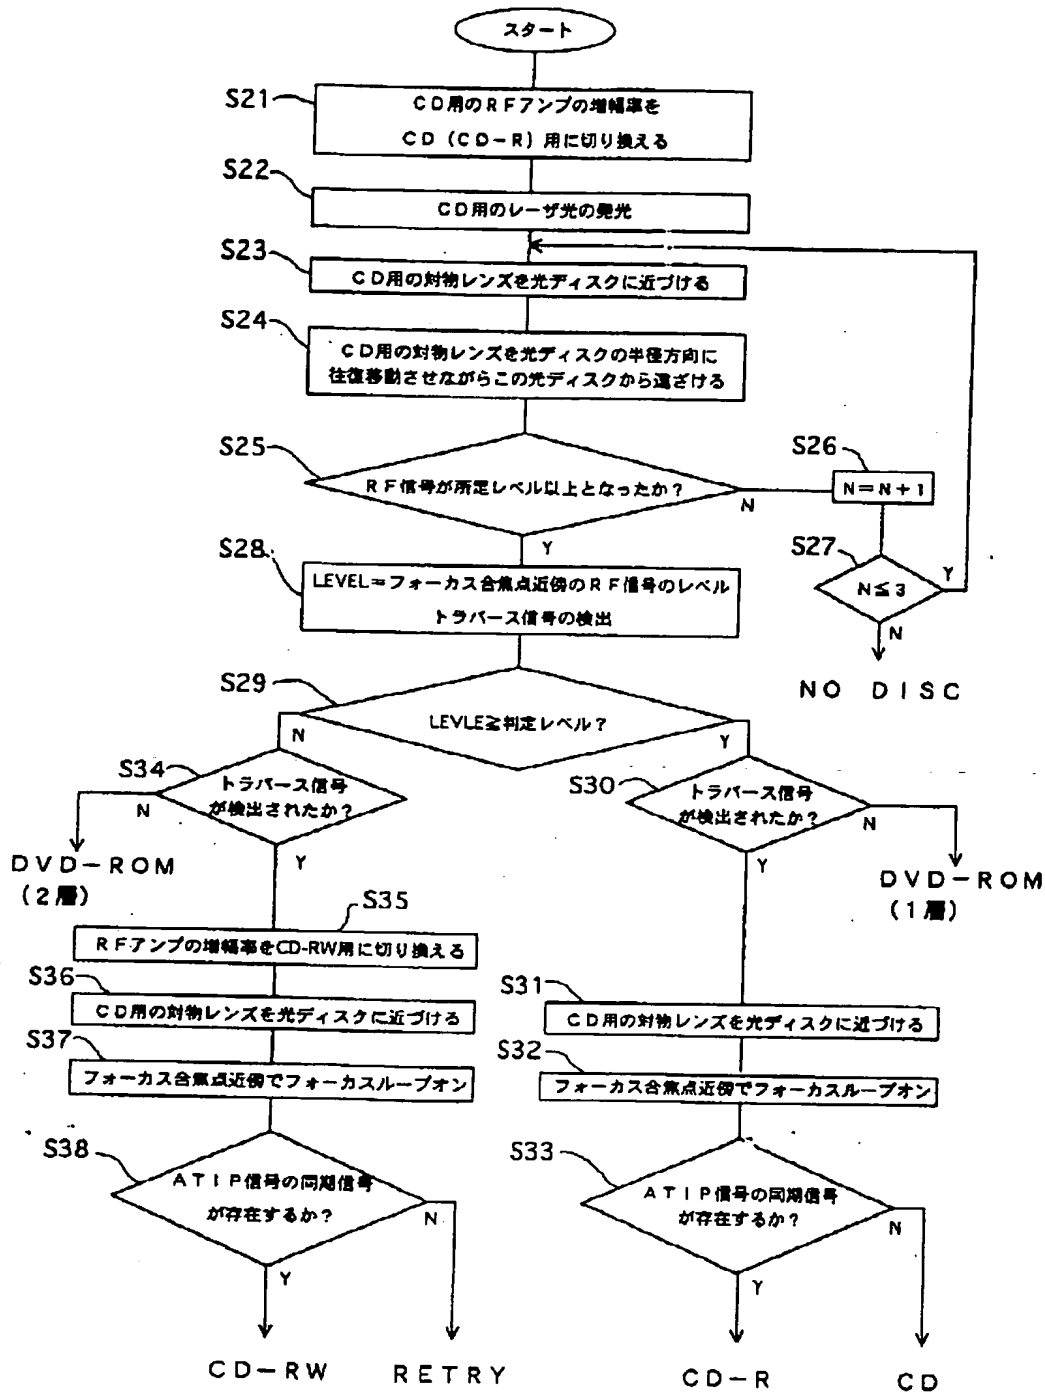 スタート
S21
CD用のRFアンプの増幅率を
CD(CD-R)用に切り換える
S22
CD用のレーザ光の発光
S23
CD用の対物レンズを光ディスクに近づける
S24
CD用の対物レンズを光ディスクの半径方向に
往復移動させながらこの光ディスクから遠ざける
S25
RF信号が所定レベル以上となったか?
N
Y
S26
N=N+1
S27
N≦3
Y
N
NO DISC
S28
LEVEL=フォーカス合焦点近傍のRF信号のレベル
トラバース信号の検出
S29
LEVLE≧判定レベル?
N
Y
S34
トラバース信号
が検出されたか?
N
Y
DVD-ROM
(2層)
S30
トラバース信号
が検出されたか?
N
Y
DVD-ROM
(1層)
S35
RFアンプの増幅率をCD-RW用に切り換える
S36
CD用の対物レンズを光ディスクに近づける
S37
フォーカス合焦点近傍でフォーカスループオン
S38
ATIP信号の同期信号
が存在するか?
N
Y
CD-RW
RETRY
S31
CD用の対物レンズを光ディスクに近づける
S32
フォーカス合焦点近傍でフォーカスループオン
S33
ATIP信号の同期信号
が存在するか?
N
Y
CD-R
CD